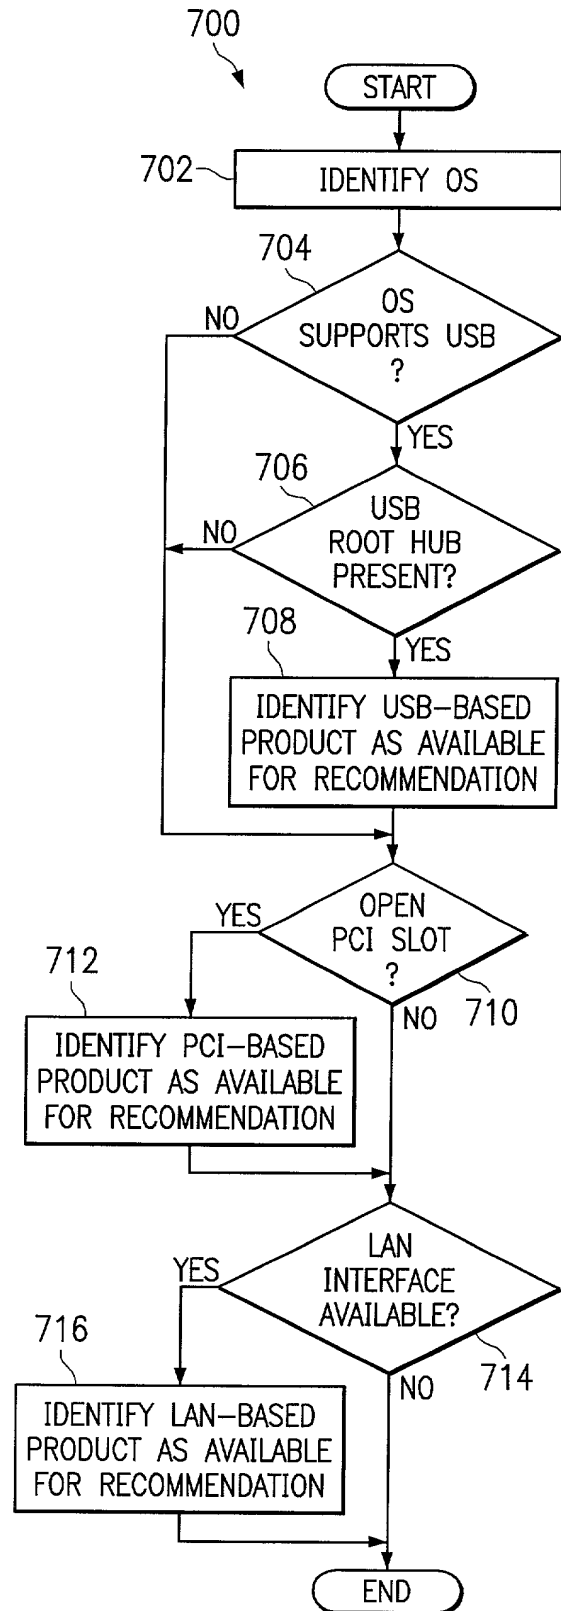 700
START
702
IDENTIFY OS
704
NO
OS
SUPPORTS USB
?
YES
706
NO
USB
ROOT HUB
PRESENT?
YES
708
IDENTIFY USB-BASED
PRODUCT AS AVAILABLE
FOR RECOMMENDATION
YES
OPEN
PCI SLOT
?
710
NO
712
IDENTIFY PCI-BASED
PRODUCT AS AVAILABLE
FOR RECOMMENDATION
YES
LAN
INTERFACE
AVAILABLE?
714
NO
716
IDENTIFY LAN-BASED
PRODUCT AS AVAILABLE
FOR RECOMMENDATION
END